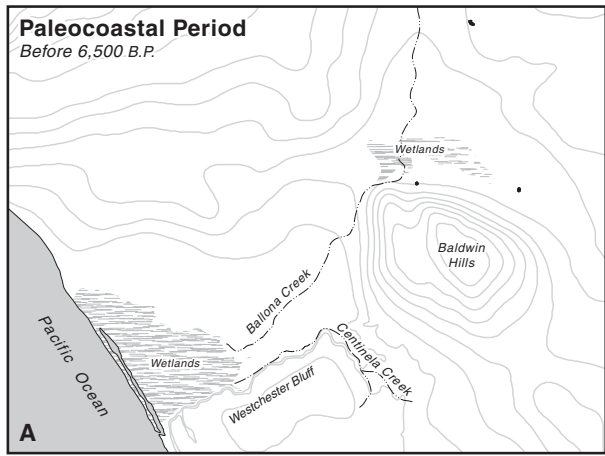 Paleocoastal Period
Before 6,500 B.P.
Wetlands
Baldwin
Hills
Ballona Creek
Centinela Creek
Pacific Ocean
Wetlands
Westchester Bluff
A